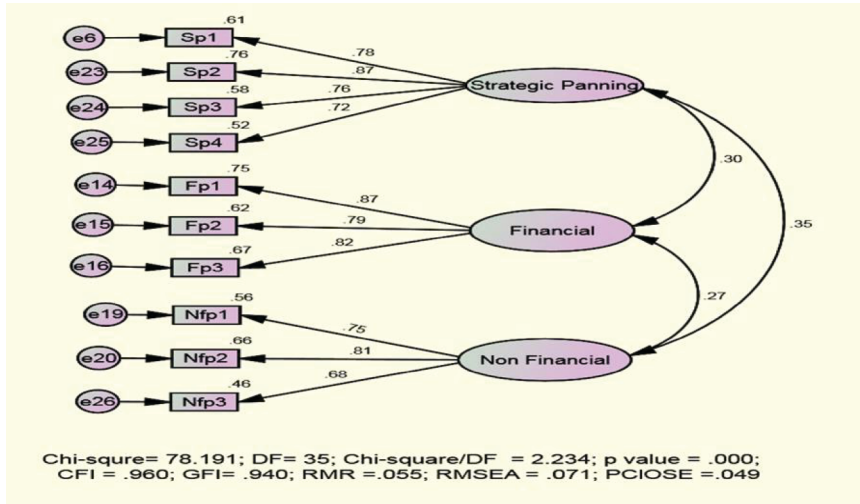 .61
e6 Sp1
.78
.76
e23 Sp2
.87
.58
e24 Sp3
.76
Strategic Panning
.52
e25 Sp4
.72
.75
e14 Fp1
.87
.30
.62
e15 Fp2
.79
Financial
.35
.67
e16 Fp3
.82
.56
e19 Nfp1
.75
.27
.66
e20 Nfp2
.81
Non Financial
.46
e26 Nfp3
.68
Chi-squre= 78.191; DF= 35; Chi-square/DF = 2.234; p value = .000;
CFI = .960; GFI= .940; RMR =.055; RMSEA = .071; PCIOSE =.049